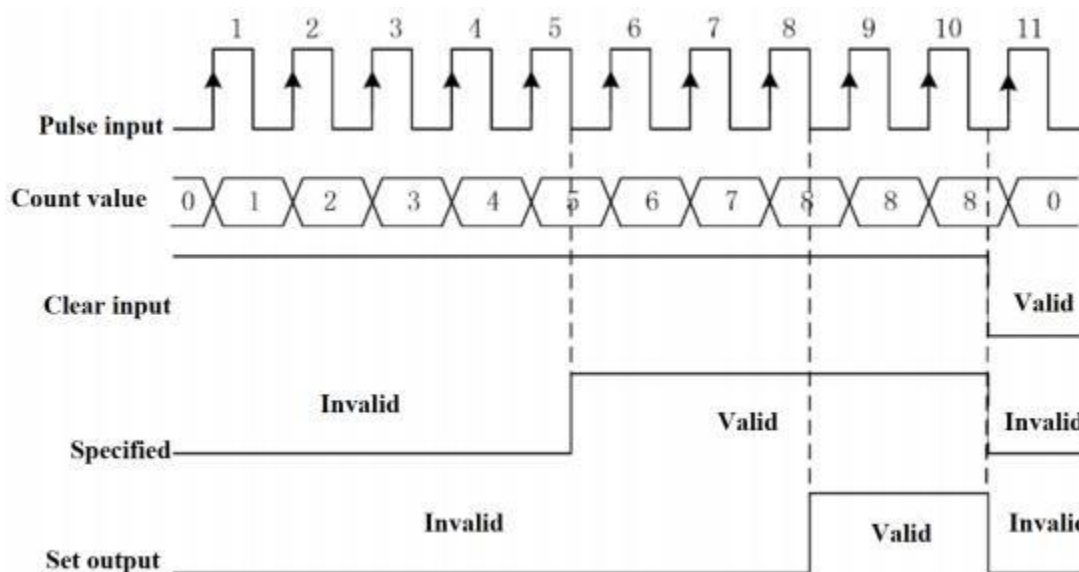 1 2 3 4 5 6 7 8 9 10 11
Pulse input
Count value 0 1 2 3 4 5 6 7 8 8 8 0
Clear input Valid
Invalid Valid Invalid
Specified
Invalid Valid Invalid
Set output